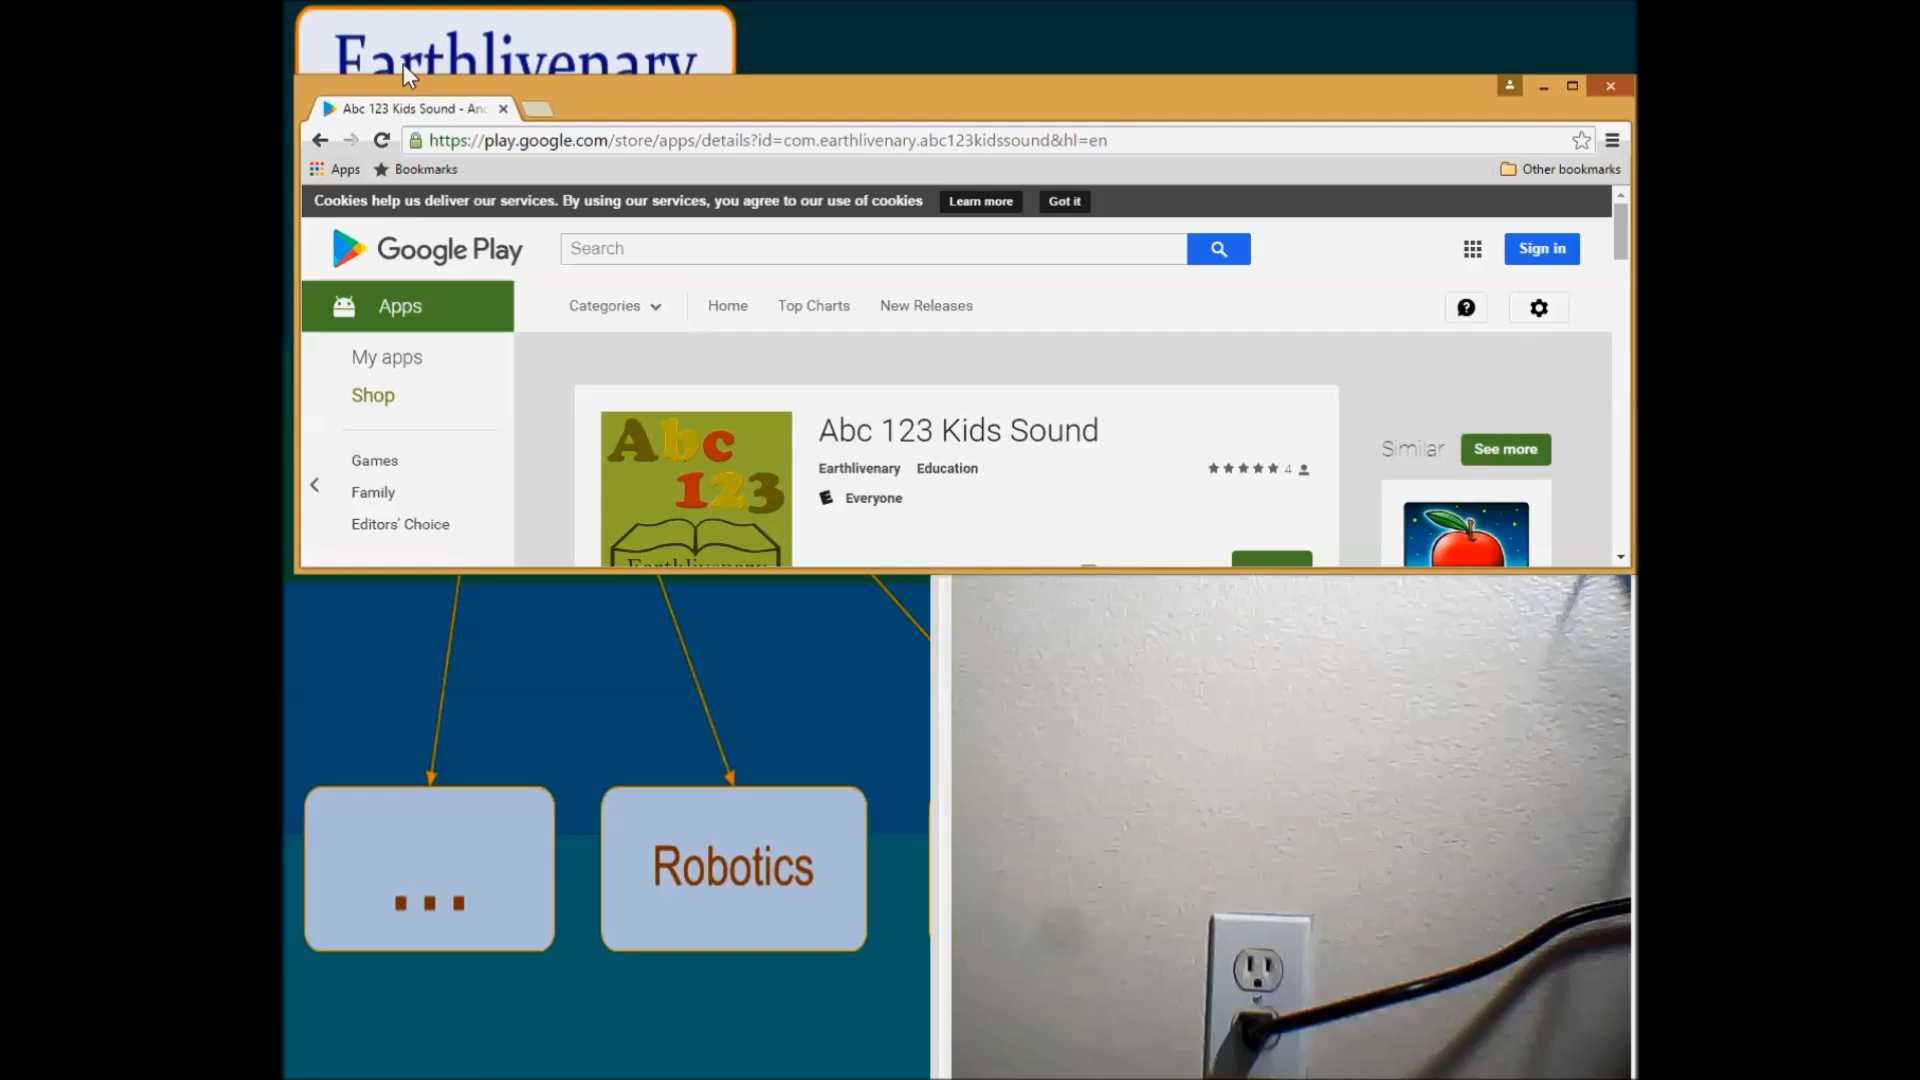 Earthlivenary
Abc 123 Kids Sound - Anc
https://play.google.com/store/apps/details?id=com.earthlivenary.abc123kidssound&hl=en
Apps Bookmarks Other bookmarks
Cookies help us deliver our services. By using our services, you agree to our use of cookies Learn more Got it
Google Play Search Sign in
Apps Categories Home Top Charts New Releases
My apps
Shop
Games
Family
Editors' Choice
Abc
123
Earthlivenary
Abc 123 Kids Sound
Earthlivenary Education 4
Everyone
Similar See more
...
Robotics